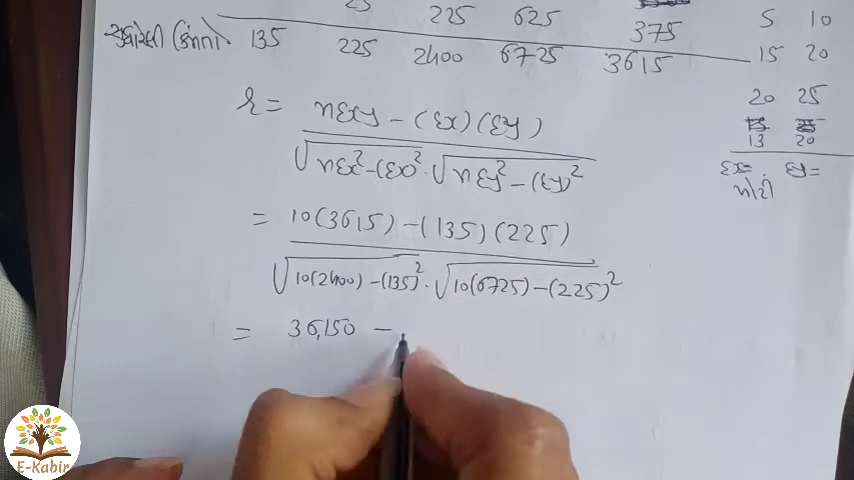 225 625 5 10
375
સુધારેલી કિંમતો 135 225 2400 6725 3615 15 20
20 25
13 20
r = nΣxy - (Σx)(Σy) Σx= Σy=
√nΣx² - (Σx)² · √nΣy² - (Σy)² ખોટી
= 10(3615) - (135)(225)
√10(2400) - (135)² · √10(6725) - (225)²
= 36,150 -
E-Kabir